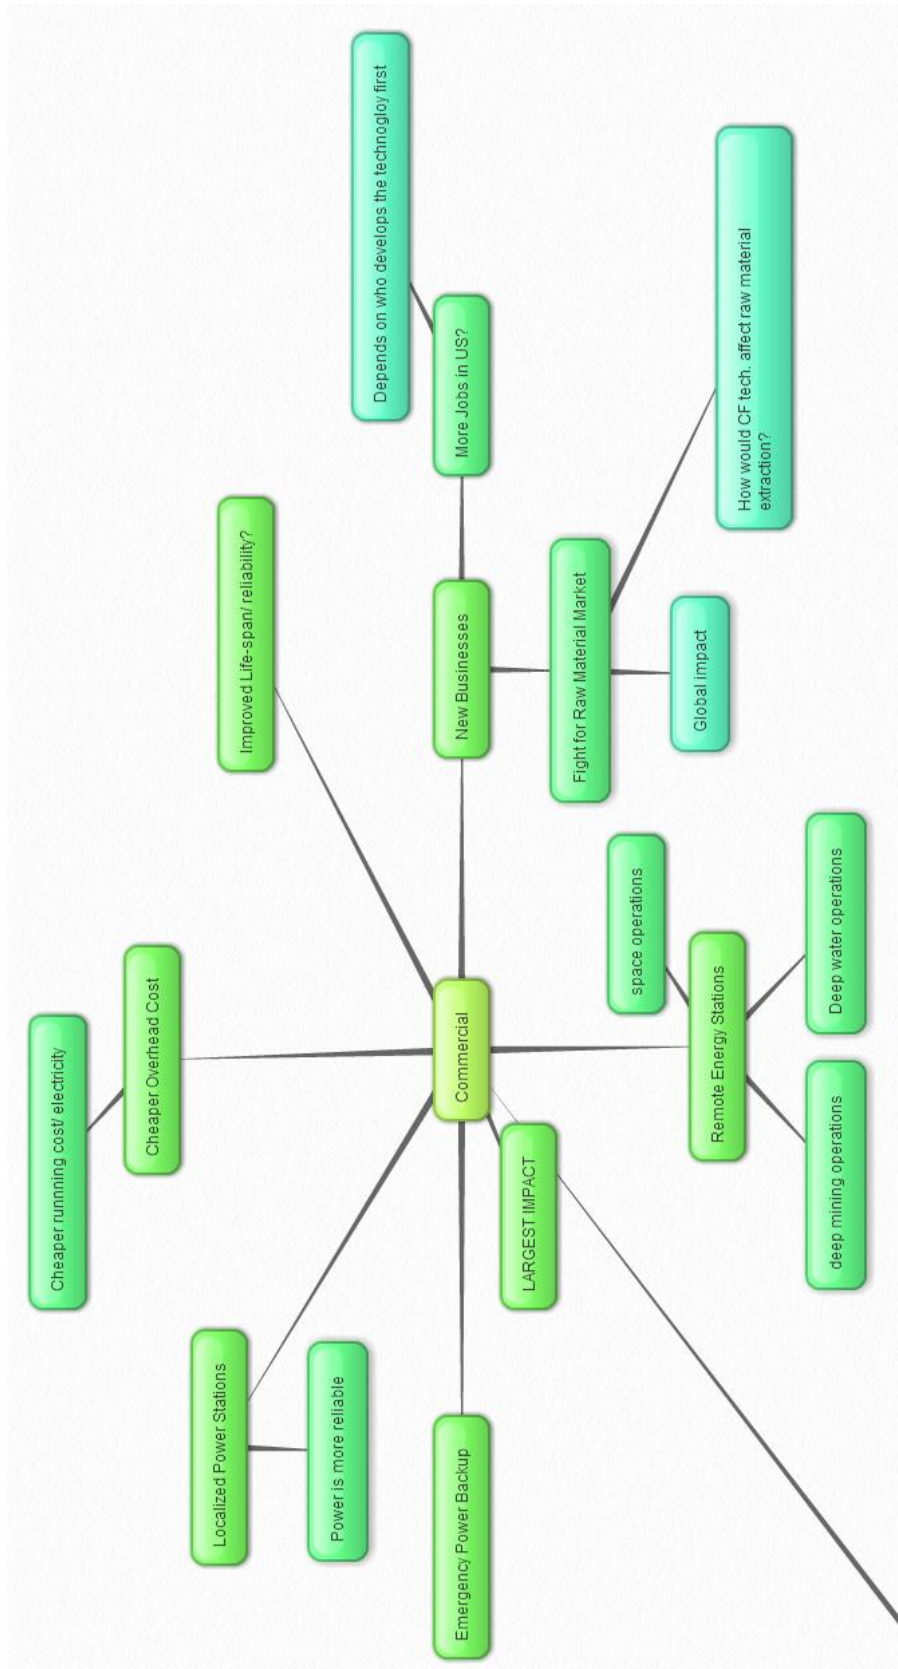 Cheaper runnning cost/ electricity
Cheaper Overhead Cost
Localized Power Stations
Improved Life-span/ reliability?
Power is more reliable
Depends on who develops the technogloy first
Emergency Power Backup
Commercial
New Businesses
More Jobs in US?
LARGEST IMPACT
Fight for Raw Material Market
space operations
Global impact
Remote Energy Stations
How would CF tech. affect raw material
extraction?
deep mining operations
Deep water operations